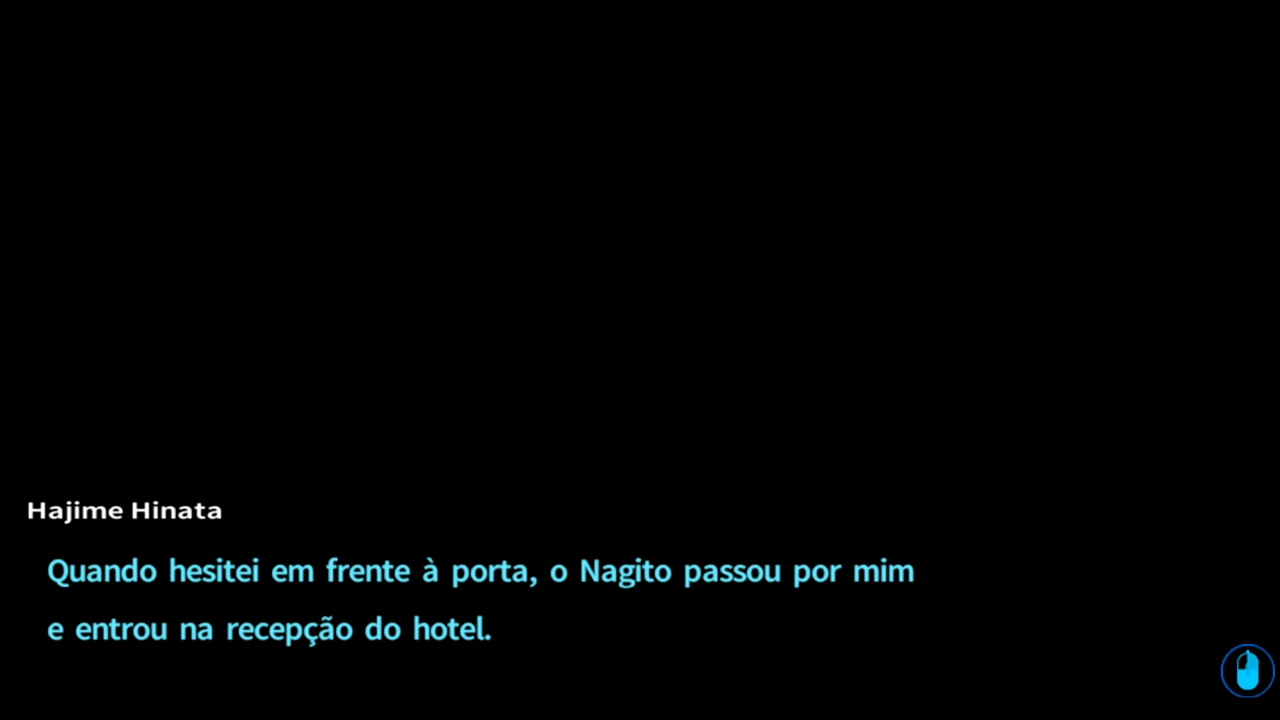 Hajime Hinata
Quando hesitei em frente à porta, o Nagito passou por mim
e entrou na recepção do hotel.